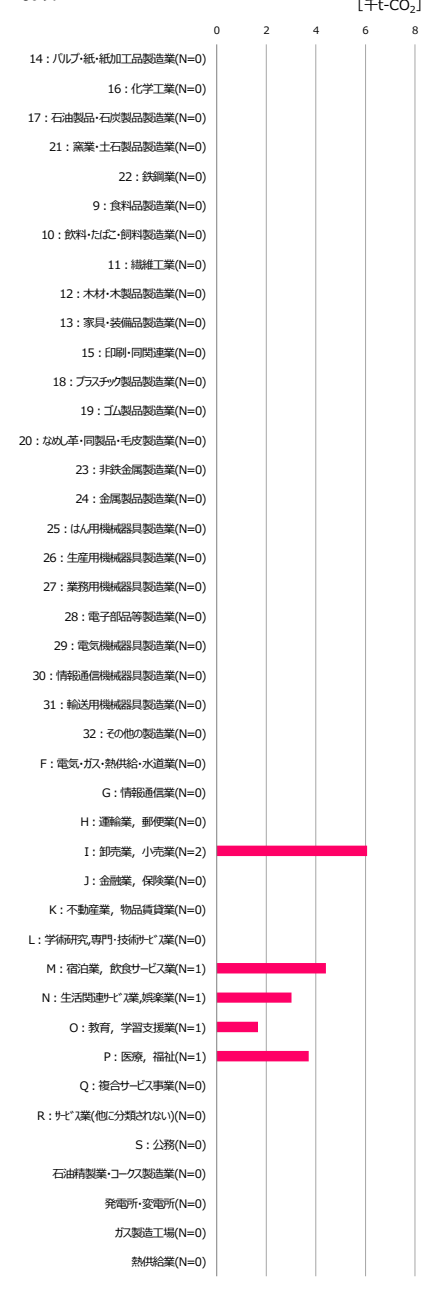 [千t-CO2]
0 2 4 6 8
14：パルプ・紙・紙加工品製造業(N=0)
16：化学工業(N=0)
17：石油製品・石炭製品製造業(N=0)
21：窯業・土石製品製造業(N=0)
22：鉄鋼業(N=0)
9：食料品製造業(N=0)
10：飲料・たばこ・飼料製造業(N=0)
11：繊維工業(N=0)
12：木材・木製品製造業(N=0)
13：家具・装備品製造業(N=0)
15：印刷・同関連業(N=0)
18：プラスチック製品製造業(N=0)
19：ゴム製品製造業(N=0)
20：なめし革・同製品・毛皮製造業(N=0)
23：非鉄金属製造業(N=0)
24：金属製品製造業(N=0)
25：はん用機械器具製造業(N=0)
26：生産用機械器具製造業(N=0)
27：業務用機械器具製造業(N=0)
28：電子部品等製造業(N=0)
29：電気機械器具製造業(N=0)
30：情報通信機械器具製造業(N=0)
31：輸送用機械器具製造業(N=0)
32：その他の製造業(N=0)
F：電気・ガス・熱供給・水道業(N=0)
G：情報通信業(N=0)
H：運輸業，郵便業(N=0)
I：卸売業，小売業(N=2)
J：金融業，保険業(N=0)
K：不動産業，物品賃貸業(N=0)
L：学術研究,専門・技術ｻｰﾋﾞｽ業(N=0)
M：宿泊業，飲食サービス業(N=1)
N：生活関連ｻｰﾋﾞｽ業,娯楽業(N=1)
O：教育，学習支援業(N=1)
P：医療，福祉(N=1)
Q：複合サービス事業(N=0)
R：ｻｰﾋﾞｽ業(他に分類されない)(N=0)
S：公務(N=0)
石油精製業・コークス製造業(N=0)
発電所・変電所(N=0)
ガス製造工場(N=0)
熱供給業(N=0)